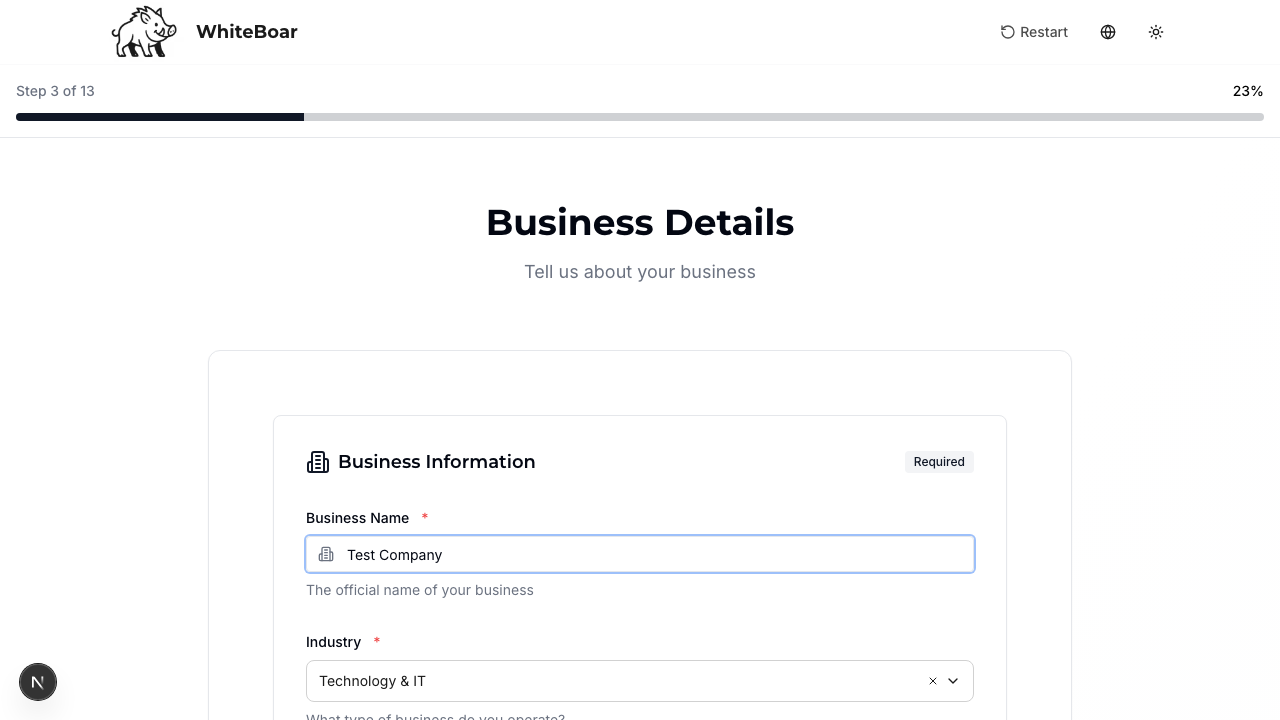 WhiteBoar
Restart
Step 3 of 13
23%
Business Details
Tell us about your business
Business Information
Required
Business Name *
Test Company
The official name of your business
Industry *
Technology & IT
What type of business do you operate?
N